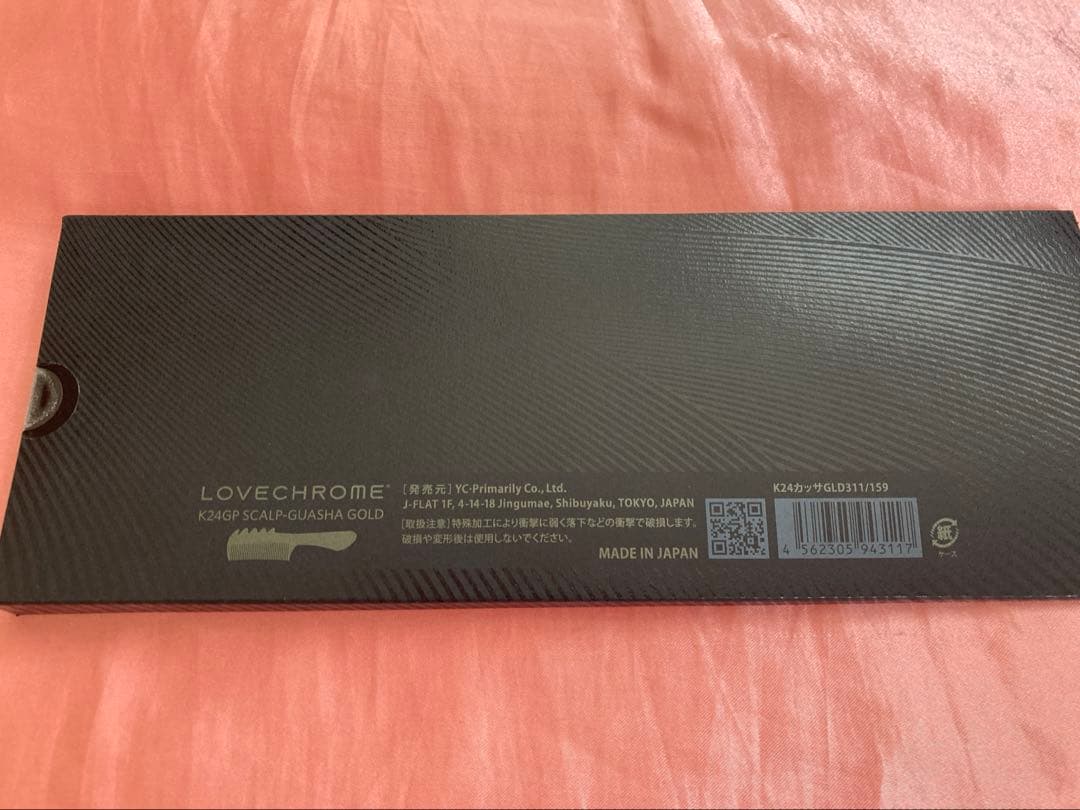 LOVECHROME®
K24GP SCALP-GUASHA GOLD
[発売元] YC・Primarily Co., Ltd.
J-FLAT 1F, 4-14-18 Jingumae, Shibuyaku, TOKYO, JAPAN
[取扱注意] 特殊加工により衝撃に弱く落下などの衝撃で破損します。
破損や変形後は使用しないでください。
MADE IN JAPAN
K24カッサGLD311/159
4 562305 943117
紙
ケース